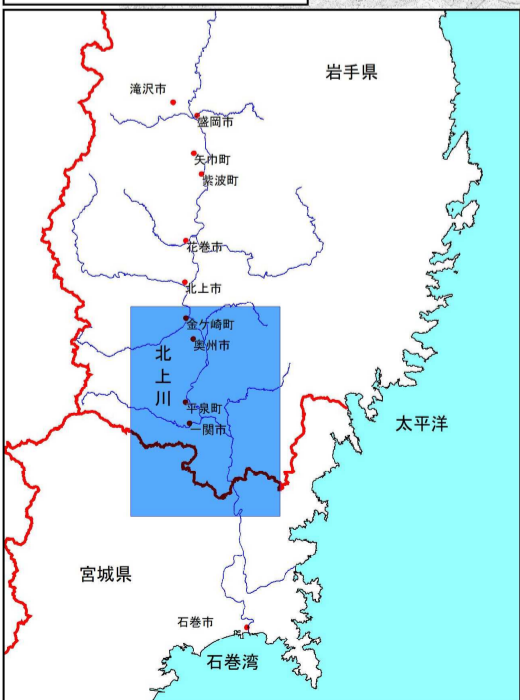 岩手県
滝沢市
盛岡市
矢巾町
紫波町
花巻市
北上市
金ケ崎町
奥州市
北上川
平泉町
一関市
太平洋
宮城県
石巻市
石巻湾